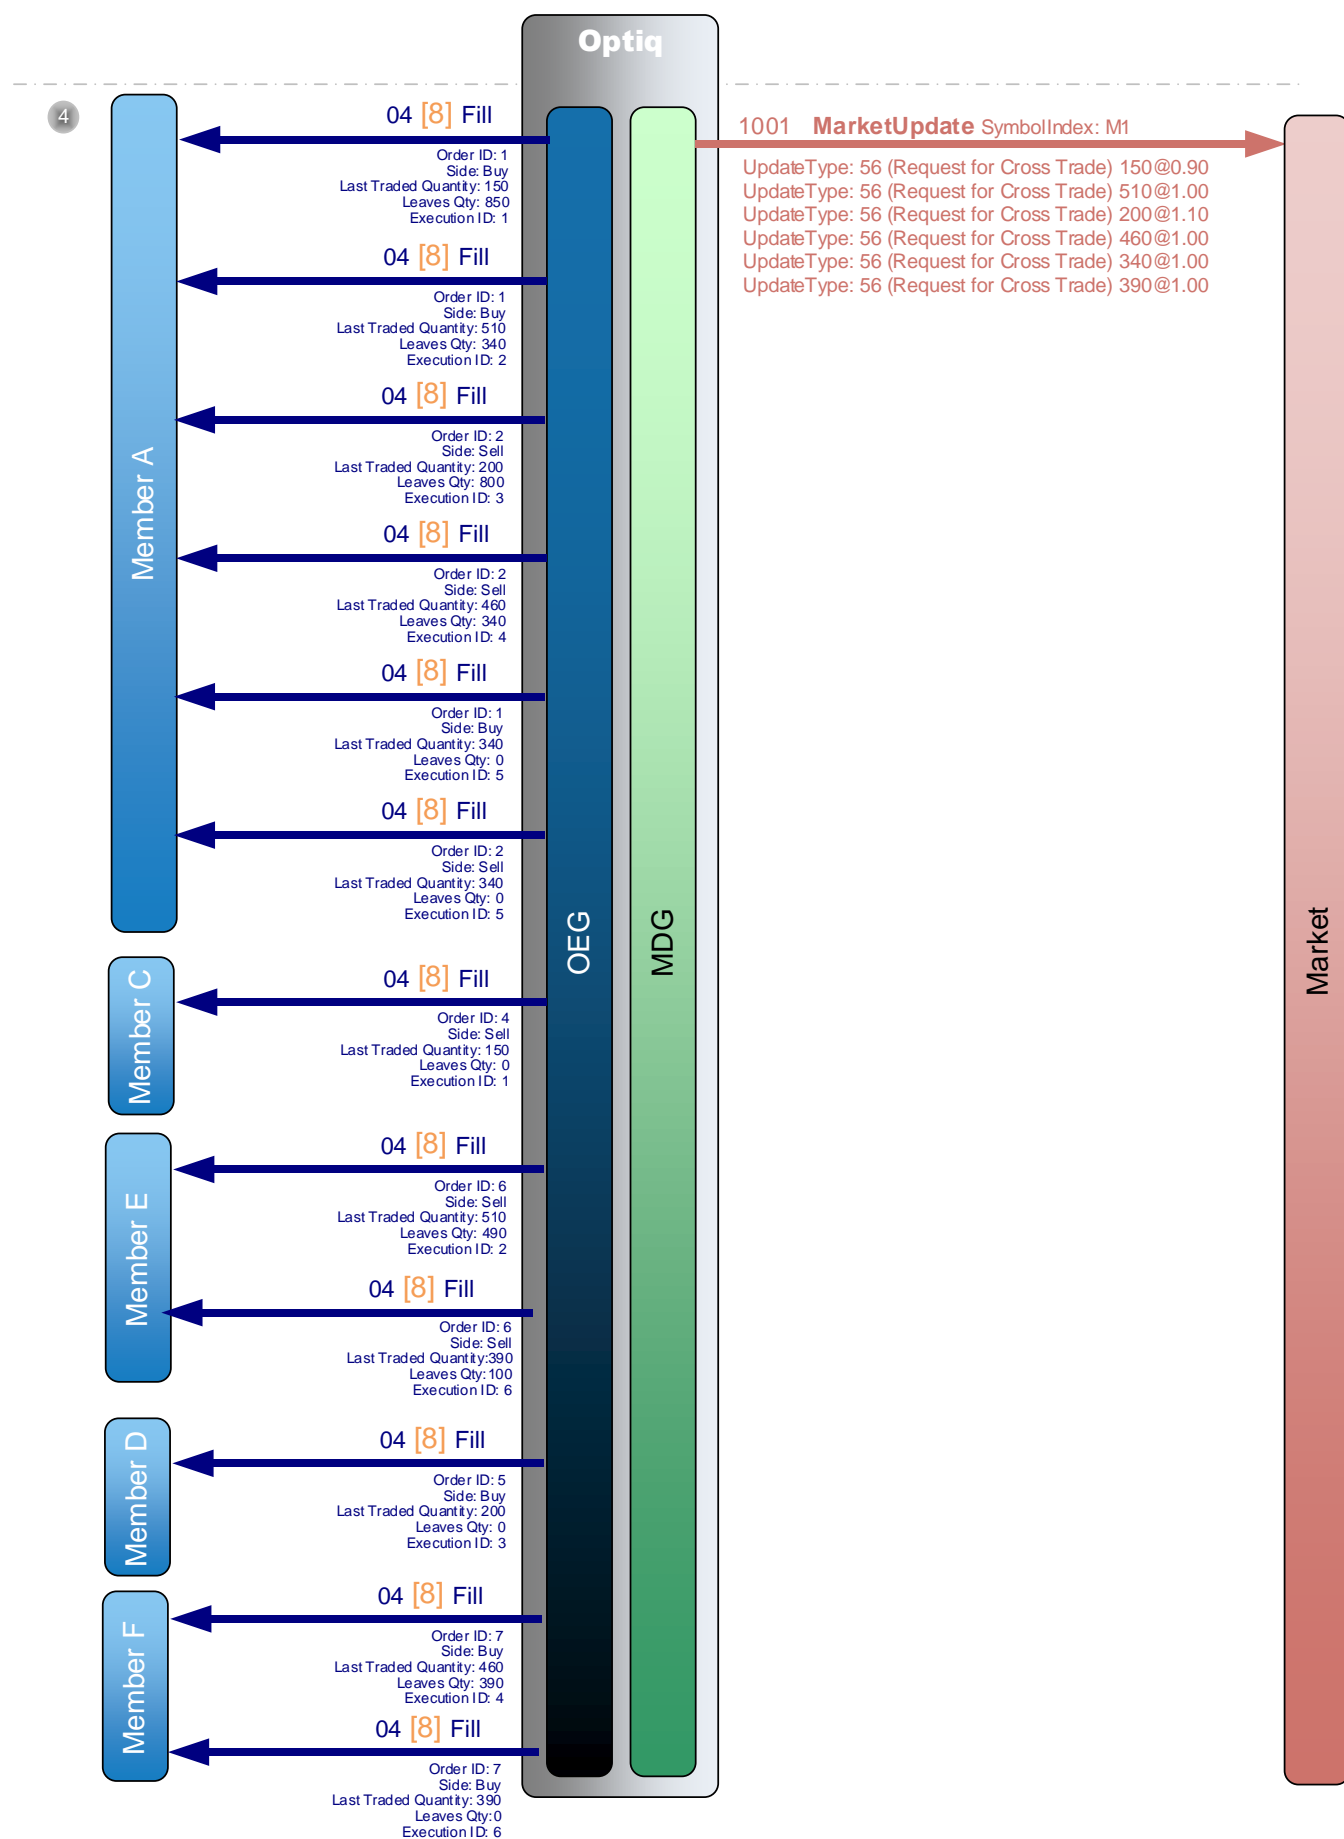 Optiq
4
04 [8] Fill
Order ID: 1
Side: Buy
Last Traded Quantity: 150
Leaves Qty: 850
Execution ID: 1
04 [8] Fill
Order ID: 1
Side: Buy
Last Traded Quantity: 510
Leaves Qty: 340
Execution ID: 2
04 [8] Fill
Order ID: 2
Side: Sell
Last Traded Quantity: 200
Leaves Qty: 800
Execution ID: 3
04 [8] Fill
Order ID: 2
Side: Sell
Last Traded Quantity: 460
Leaves Qty: 340
Execution ID: 4
04 [8] Fill
Order ID: 1
Side: Buy
Last Traded Quantity: 340
Leaves Qty: 0
Execution ID: 5
04 [8] Fill
Order ID: 2
Side: Sell
Last Traded Quantity: 340
Leaves Qty: 0
Execution ID: 5
Member A
04 [8] Fill
Order ID: 4
Side: Sell
Last Traded Quantity: 150
Leaves Qty: 0
Execution ID: 1
Member C
04 [8] Fill
Order ID: 6
Side: Sell
Last Traded Quantity: 510
Leaves Qty: 490
Execution ID: 2
04 [8] Fill
Order ID: 6
Side: Sell
Last Traded Quantity:390
Leaves Qty:100
Execution ID: 6
Member E
04 [8] Fill
Order ID: 5
Side: Buy
Last Traded Quantity: 200
Leaves Qty: 0
Execution ID: 3
Member D
04 [8] Fill
Order ID: 7
Side: Buy
Last Traded Quantity: 460
Leaves Qty: 390
Execution ID: 4
04 [8] Fill
Order ID: 7
Side: Buy
Last Traded Quantity: 390
Leaves Qty:0
Execution ID: 6
Member F
OEG
MDG
1001 MarketUpdate SymbolIndex: M1
UpdateType: 56 (Request for Cross Trade) 150@0.90
UpdateType: 56 (Request for Cross Trade) 510@1.00
UpdateType: 56 (Request for Cross Trade) 200@1.10
UpdateType: 56 (Request for Cross Trade) 460@1.00
UpdateType: 56 (Request for Cross Trade) 340@1.00
UpdateType: 56 (Request for Cross Trade) 390@1.00
Market